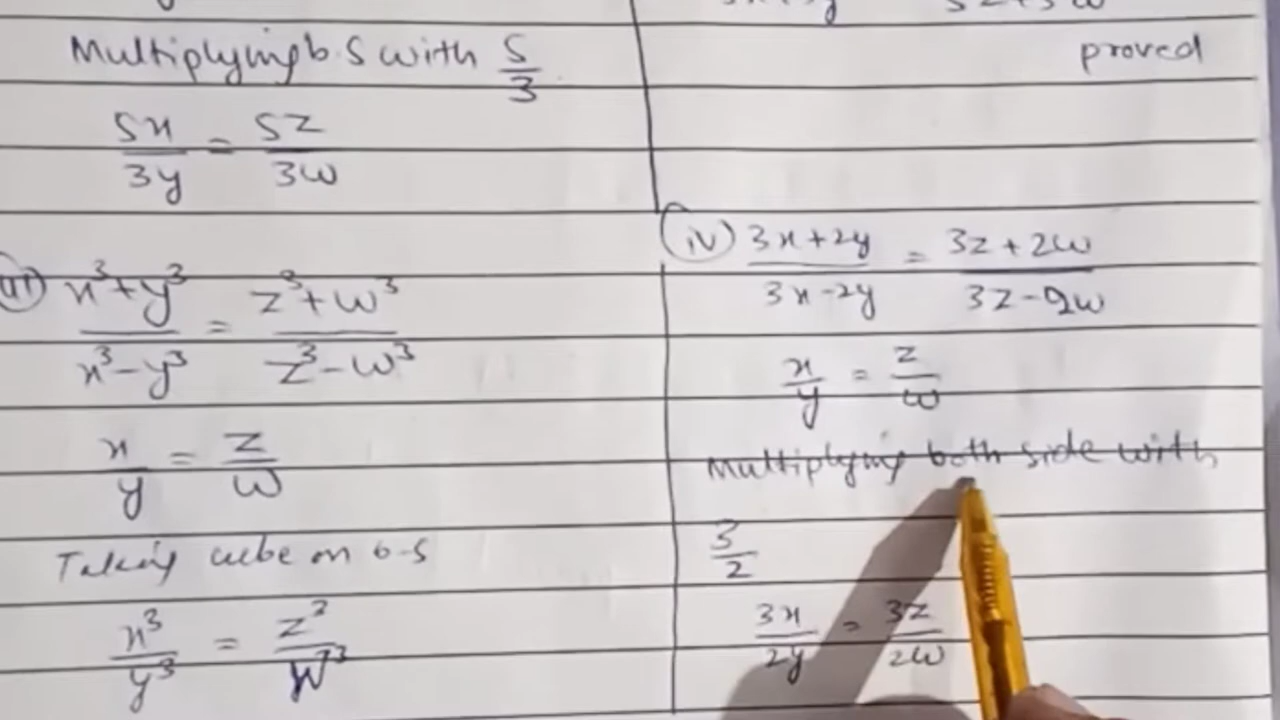 Multiplying b.S with 5/3
5x/3y = 5z/3w
(iii) x³+y³/x³-y³ = z³+w³/z³-w³
x/y = z/w
Taking cube on b-S
x³/y³ = z³/w³
proved
(iv) 3x+2y/3x-2y = 3z+2w/3z-2w
x/y = z/w
Multiplying both side with
3/2
3x/2y = 3z/2w